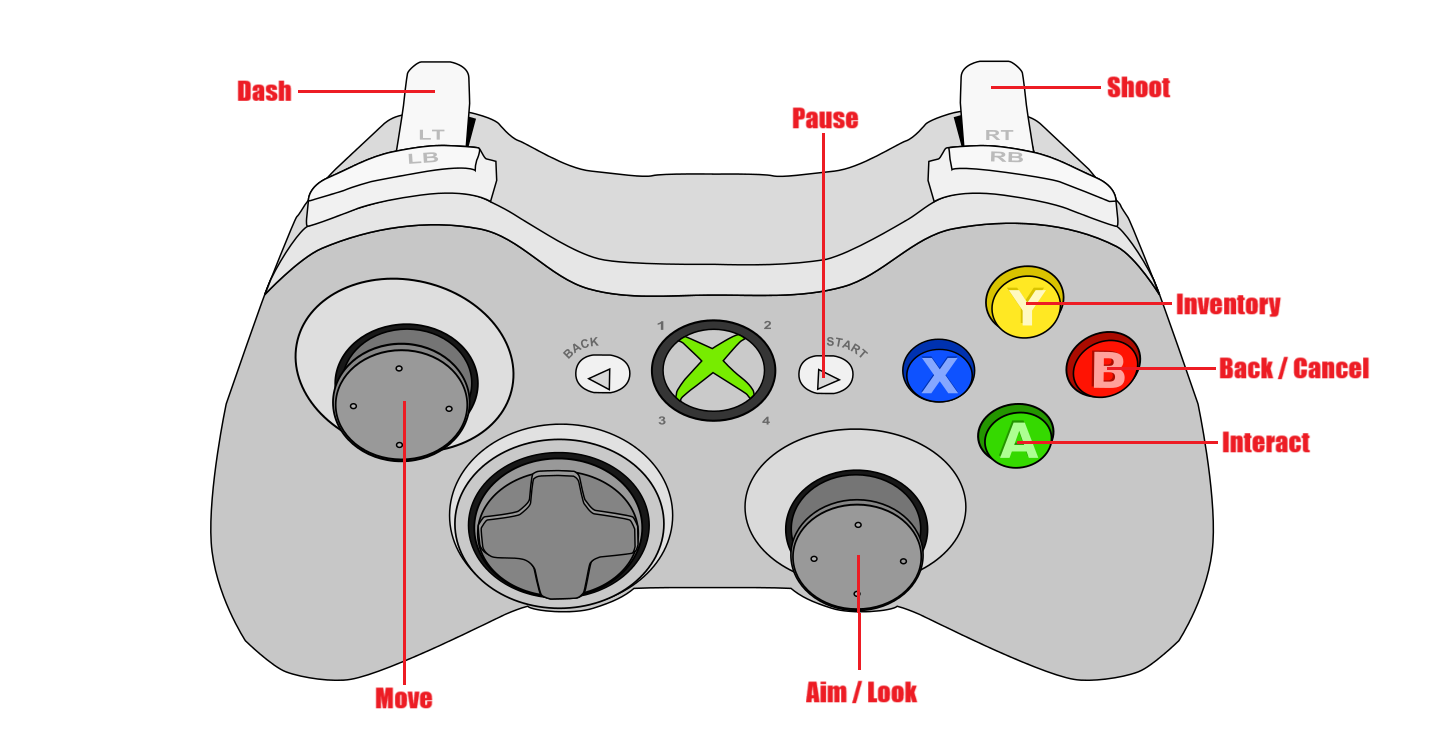 Dash
Shoot
Pause
LT
RT
LB
RB
1
2
BACK
START
3
4
Y
Inventory
X
B
Back / Cancel
A
Interact
Move
Aim / Look